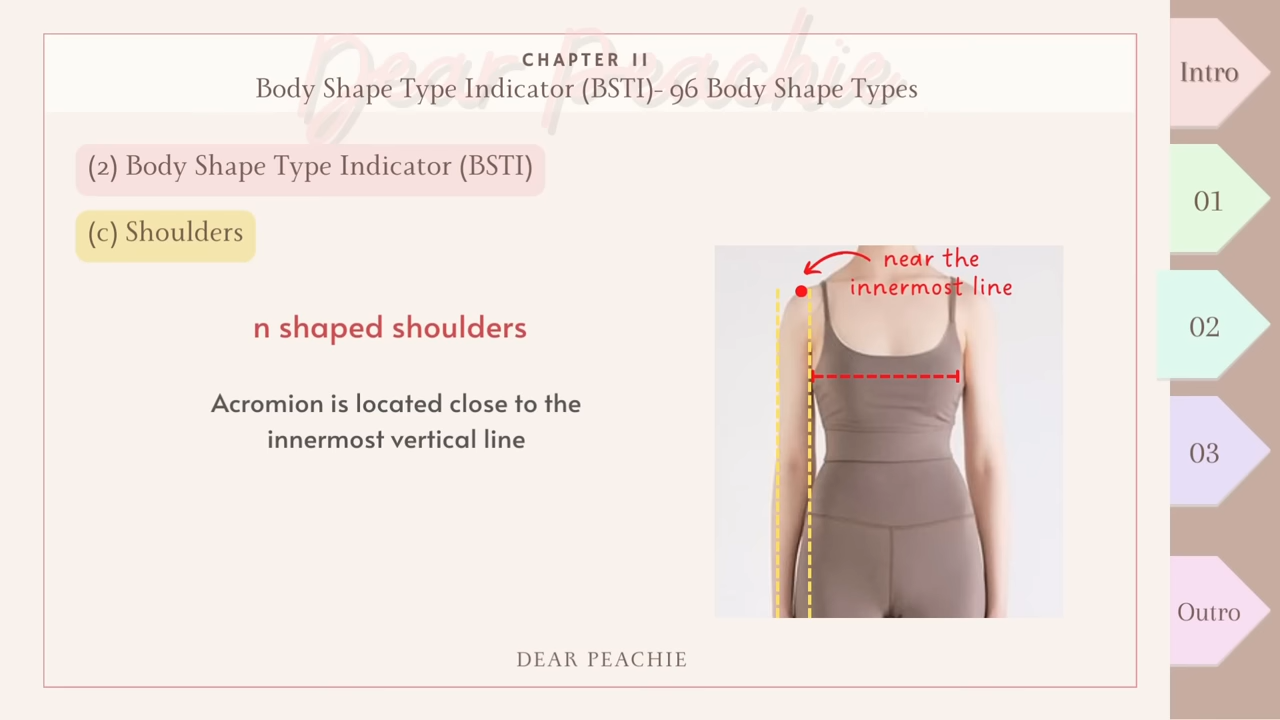 Dear Peachie
CHAPTER II
Body Shape Type Indicator (BSTI)- 96 Body Shape Types
(2) Body Shape Type Indicator (BSTI)
(c) Shoulders
n shaped shoulders
Acromion is located close to the
innermost vertical line
near the
innermost line
DEAR PEACHIE
Intro
01
02
03
Outro